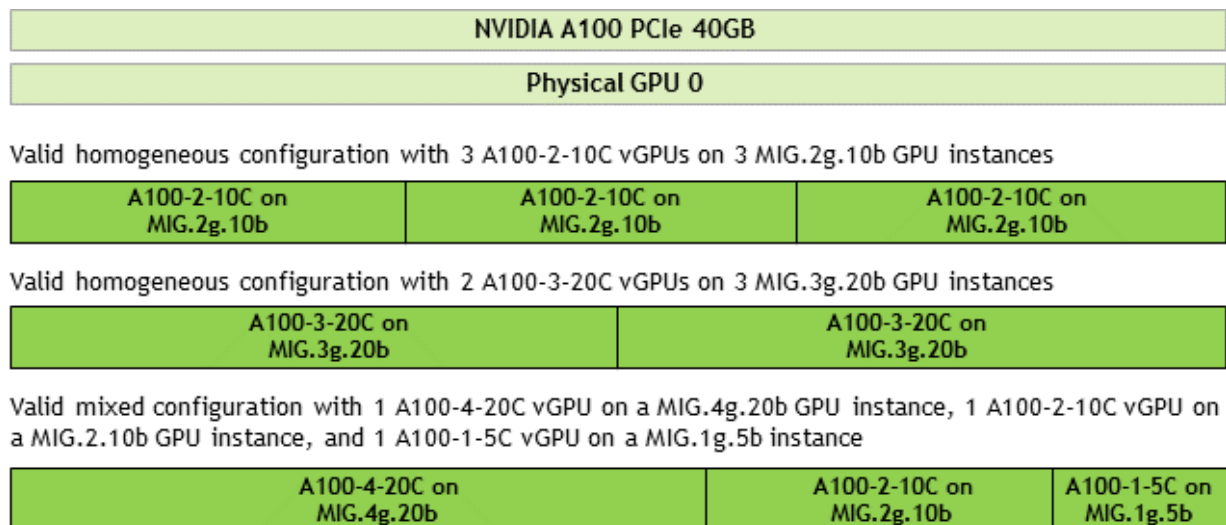 NVIDIA A100 PCIe 40GB
Physical GPU 0
Valid homogeneous configuration with 3 A100-2-10C vGPUs on 3 MIG.2g.10b GPU instances
A100-2-10C on A100-2-10C on A100-2-10C on
MIG.2g.10b MIG.2g.10b MIG.2g.10b
Valid homogeneous configuration with 2 A100-3-20C vGPUs on 3 MIG.3g.20b GPU instances
A100-3-20C on A100-3-20C on
MIG.3g.20b MIG.3g.20b
Valid mixed configuration with 1 A100-4-20C vGPU on a MIG.4g.20b GPU instance, 1 A100-2-10C vGPU on
a MIG.2.10b GPU instance, and 1 A100-1-5C vGPU on a MIG.1g.5b instance
A100-4-20C on A100-2-10C on A100-1-5C on
MIG.4g.20b MIG.2g.10b MIG.1g.5b